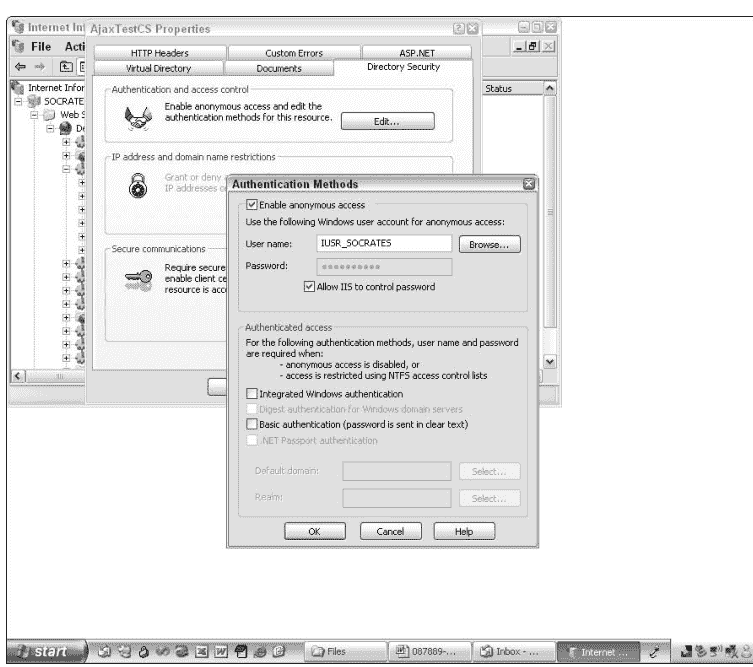 Internet In
AjaxTestCS Properties
File Acti
HTTP Headers Custom Errors ASP.NET
Virtual Directory Documents Directory Security
Internet Infor
SOCRATE
Web S
De
Status
Authentication and access control
Enable anonymous access and edit the
authentication methods for this resource.
Edit...
IP address and domain name restrictions
Grant or deny
IP addresses o
Secure communications
Require secure
enable client ce
resource is acc
Authentication Methods
Enable anonymous access
Use the following Windows user account for anonymous access:
User name: IUSR_SOCRATES Browse...
Password:
Allow IIS to control password
Authenticated access
For the following authentication methods, user name and password
are required when:
- anonymous access is disabled, or
- access is restricted using NTFS access control lists
Integrated Windows authentication
Digest authentication for Windows domain servers
Basic authentication (password is sent in clear text)
.NET Passport authentication
Default domain: Select...
Realm: Select...
OK Cancel Help
start Files 087889-... Inbox - ... Internet ...